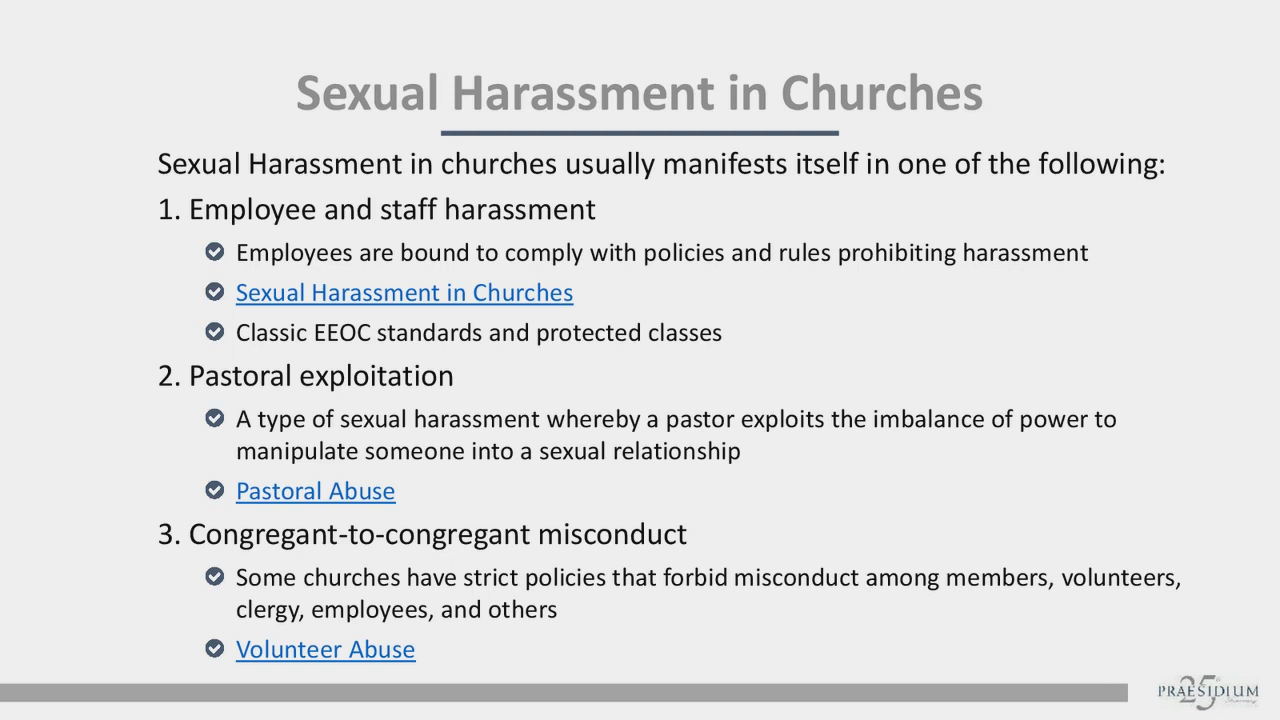 Sexual Harassment in Churches
Sexual Harassment in churches usually manifests itself in one of the following:
1. Employee and staff harassment
Employees are bound to comply with policies and rules prohibiting harassment
Sexual Harassment in Churches
Classic EEOC standards and protected classes
2. Pastoral exploitation
A type of sexual harassment whereby a pastor exploits the imbalance of power to
manipulate someone into a sexual relationship
Pastoral Abuse
3. Congregant-to-congregant misconduct
Some churches have strict policies that forbid misconduct among members, volunteers,
clergy, employees, and others
Volunteer Abuse
25
PRAESIDIUM